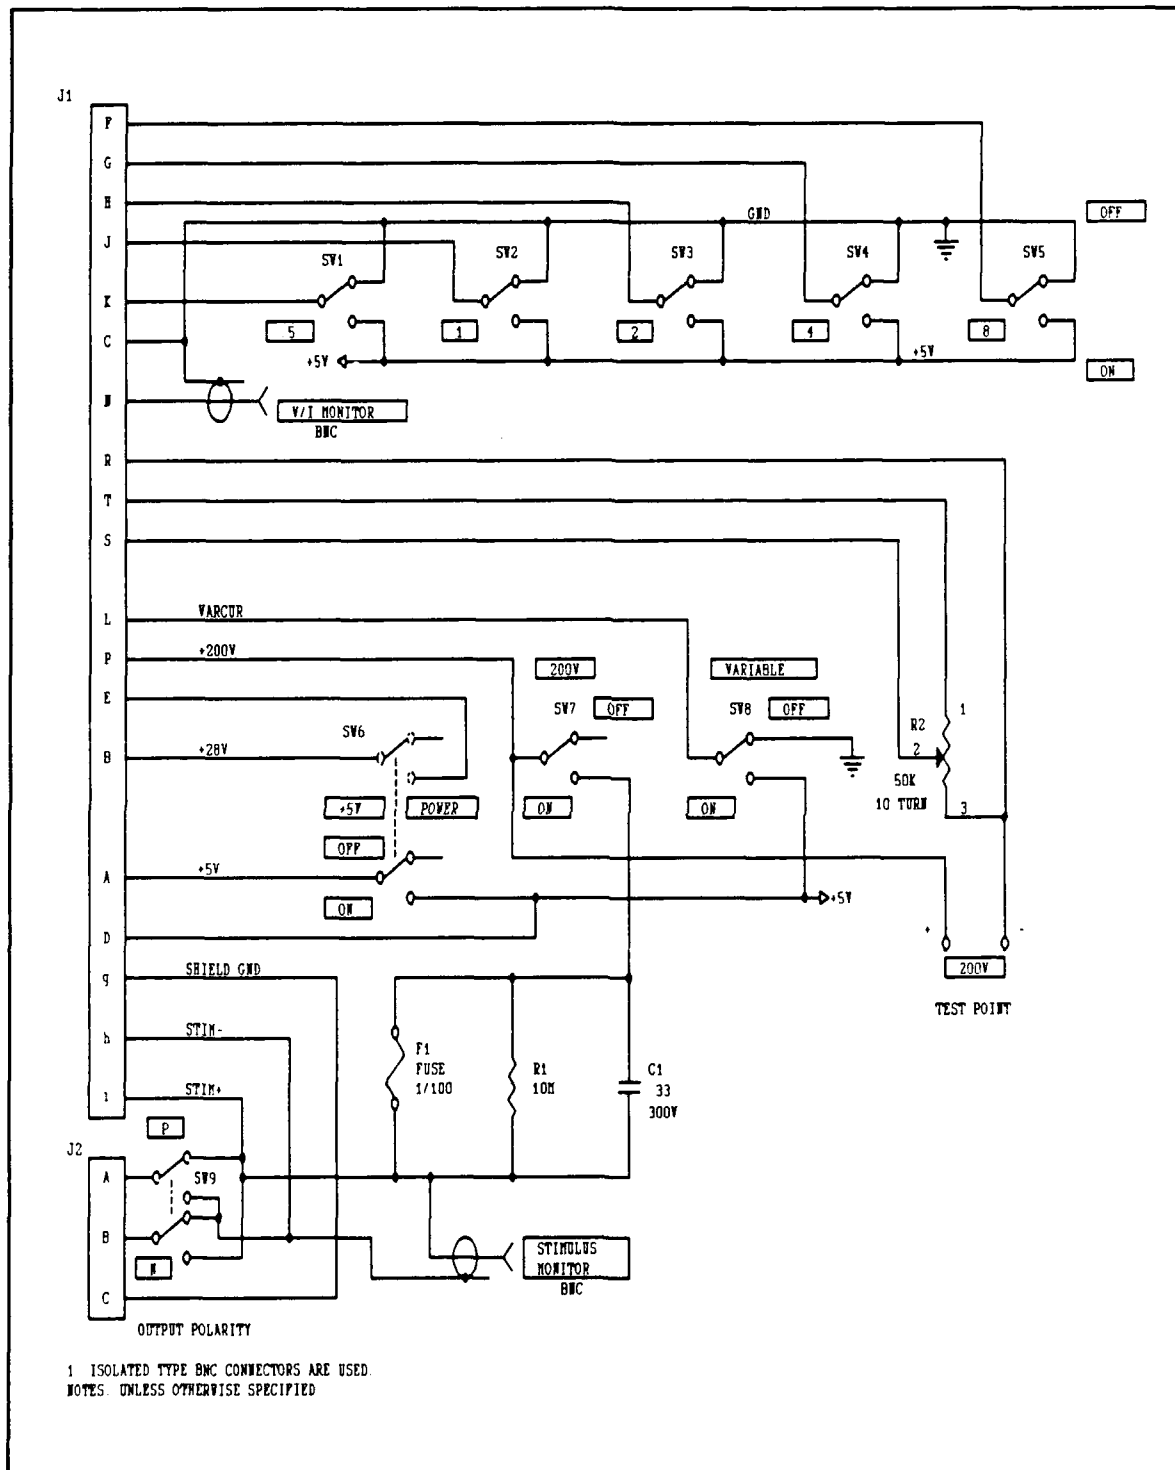 J1
F
G
H
GND
OFF
J
SW1
SW2
SW3
SW4
SW5
K
5
1
2
4
8
C
+5V
+5V
ON
N
V/I MONITOR
BNC
R
T
S
L
VARCUR
P
+200V
200V
VARIABLE
E
SW6
SW7
OFF
SW8
OFF
R2
1
2
B
+28V
50K
10 TURN
3
+5V
POWER
ON
ON
OFF
A
+5V
ON
+5V
D
+
-
200V
TEST POINT
g
SHIELD GND
h
STIM-
F1
FUSE
1/100
R1
10M
C1
33
300V
i
STIM+
P
J2
A
SW9
B
N
STIMULUS
MONITOR
BNC
C
OUTPUT POLARITY
1 ISOLATED TYPE BNC CONNECTORS ARE USED.
NOTES. UNLESS OTHERWISE SPECIFIED